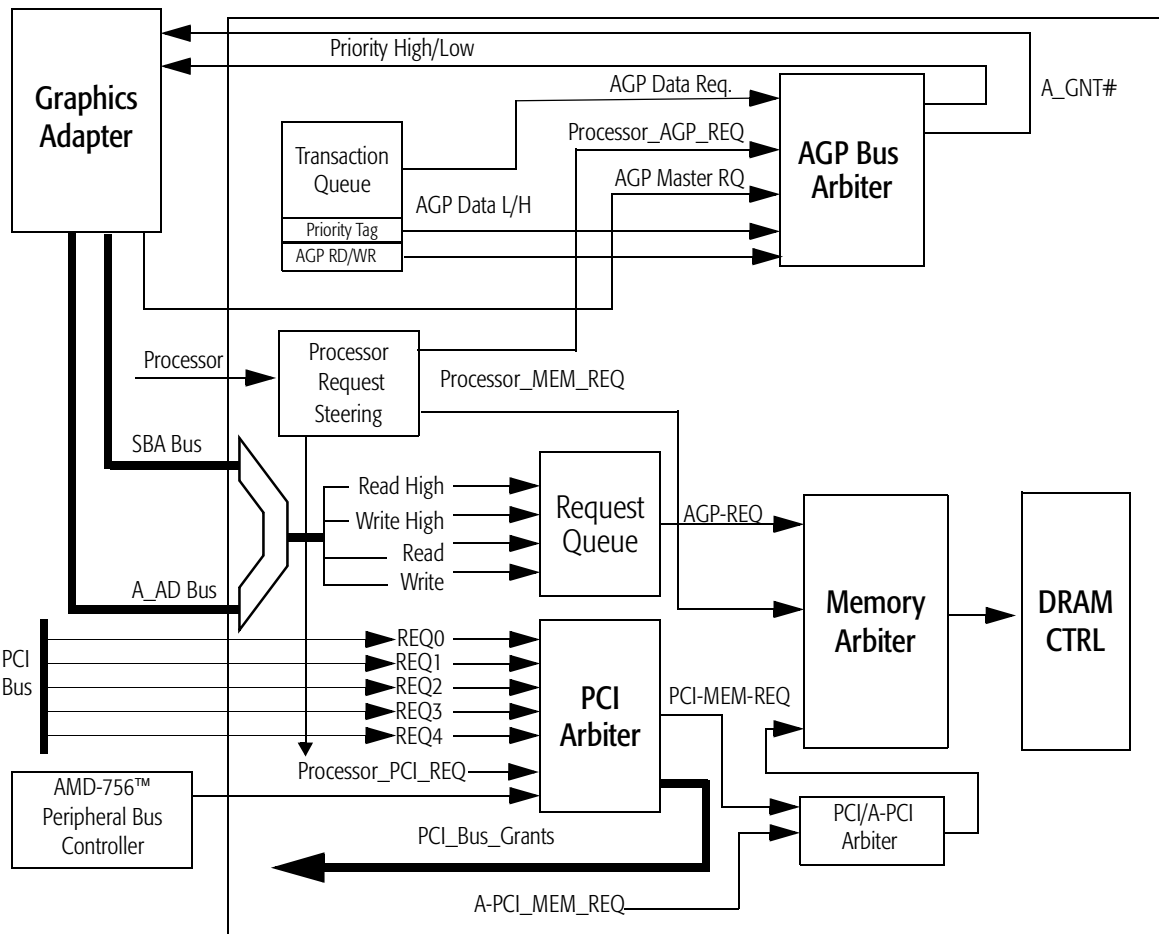 Priority High/Low
Graphics
Adapter
AGP Data Req.
A_GNT#
Processor_AGP_REQ
Transaction
Queue
AGP Bus
Arbiter
AGP Master RQ
AGP Data L/H
Priority Tag
AGP RD/WR
Processor
Processor
Request
Steering
Processor_MEM_REQ
SBA Bus
Read High
Write High
Read
Write
Request
Queue
AGP-REQ
A_AD Bus
Memory
Arbiter
DRAM
CTRL
PCI
Bus
REQ0
REQ1
REQ2
REQ3
REQ4
PCI
Arbiter
PCI-MEM-REQ
Processor_PCI_REQ
AMD-756™
Peripheral Bus
Controller
PCI_Bus_Grants
PCI/A-PCI
Arbiter
A-PCI_MEM_REQ